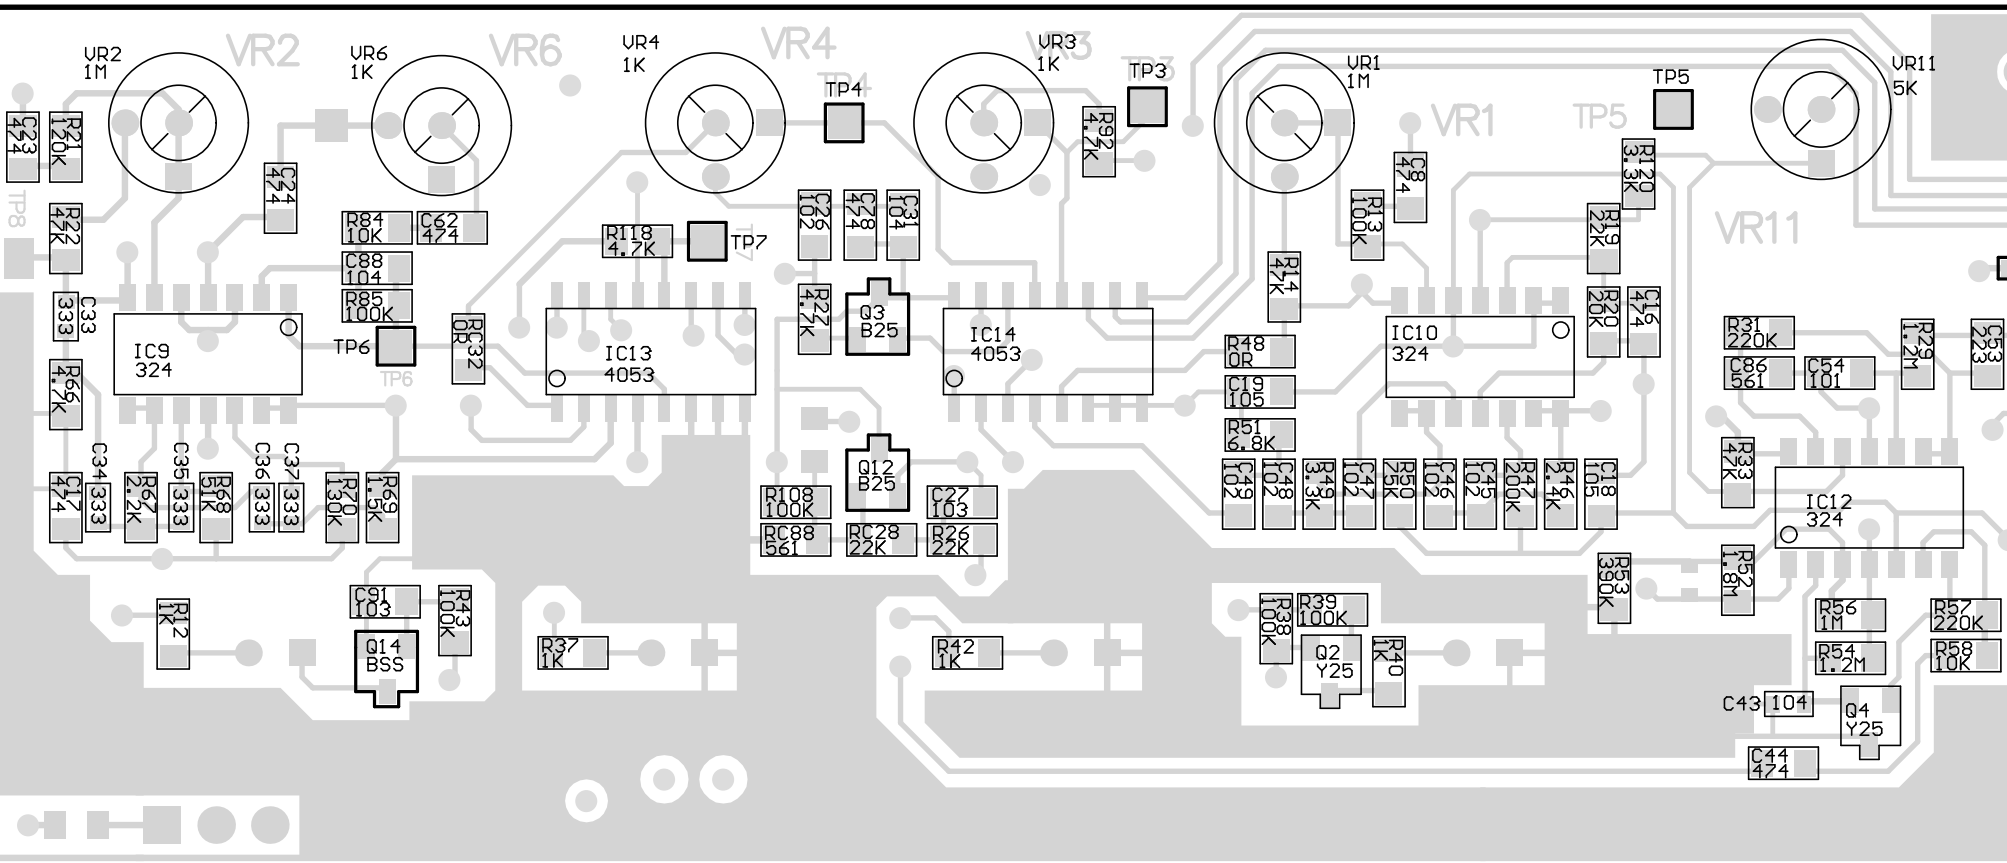 VR2
1M
VR2
VR6
1K
VR6
VR4
1K
VR4
TP4
TP4
VR3
1K
VR3
TP3
TP3
VR1
1M
VR1
TP5
TP5
VR11
5K
VR11
C23
474
R21
120K
TP8
R22
47K
C24
474
R84
10K
C62
474
C88
104
R85
100K
TP6
TP6
RC32
0R
R118
4.7K
TP7
C26
102
C28
474
C31
104
R92
4.7K
R27
4.7K
Q3
B25
R14
47K
R13
100K
C8
474
R120
3.3K
R19
22K
R20
20K
C16
474
C33
333
IC9
324
IC13
4053
IC14
4053
IC10
324
R48
0R
C19
105
R51
6.8K
R31
220K
C86
561
C54
101
R29
1.2M
C53
223
R66
4.7K
C17
474
C34
333
R67
2.2K
C35
333
R68
51K
C36
333
C37
333
R70
130K
R69
1.5K
Q12
B25
R108
100K
RC88
561
RC28
22K
C27
103
R26
22K
C49
102
C48
102
R49
3.3K
C47
102
R50
75K
C46
102
C45
102
R47
200K
R46
2.4K
C18
105
R33
47K
IC12
324
R12
1K
C91
103
R43
100K
Q14
BSS
R37
1K
R42
1K
R38
100K
R39
100K
Q2
Y25
R40
1K
R53
390K
R52
1.8M
R56
1M
R54
1.2M
R57
220K
R58
10K
C43
104
Q4
Y25
C44
474